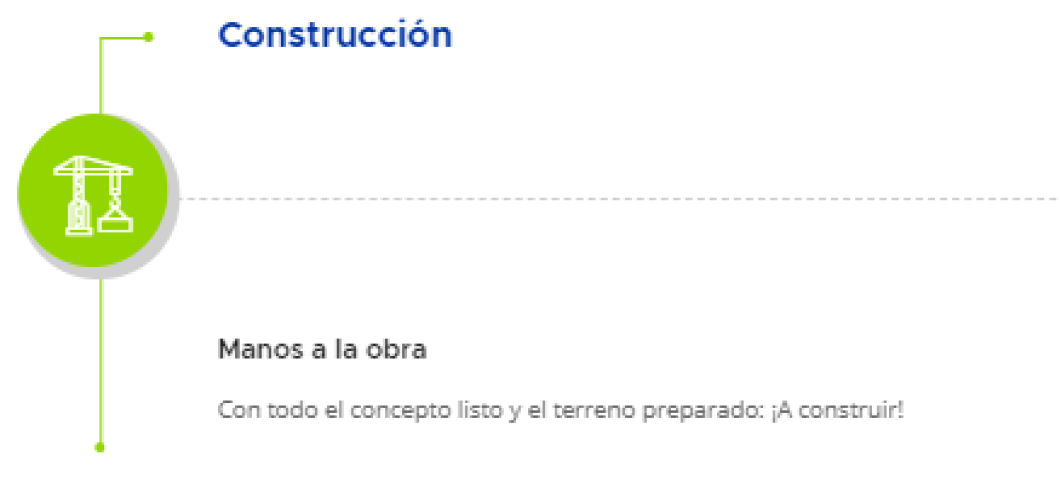 Construcción
Manos a la obra
Con todo el concepto listo y el terreno preparado: ¡A construir!